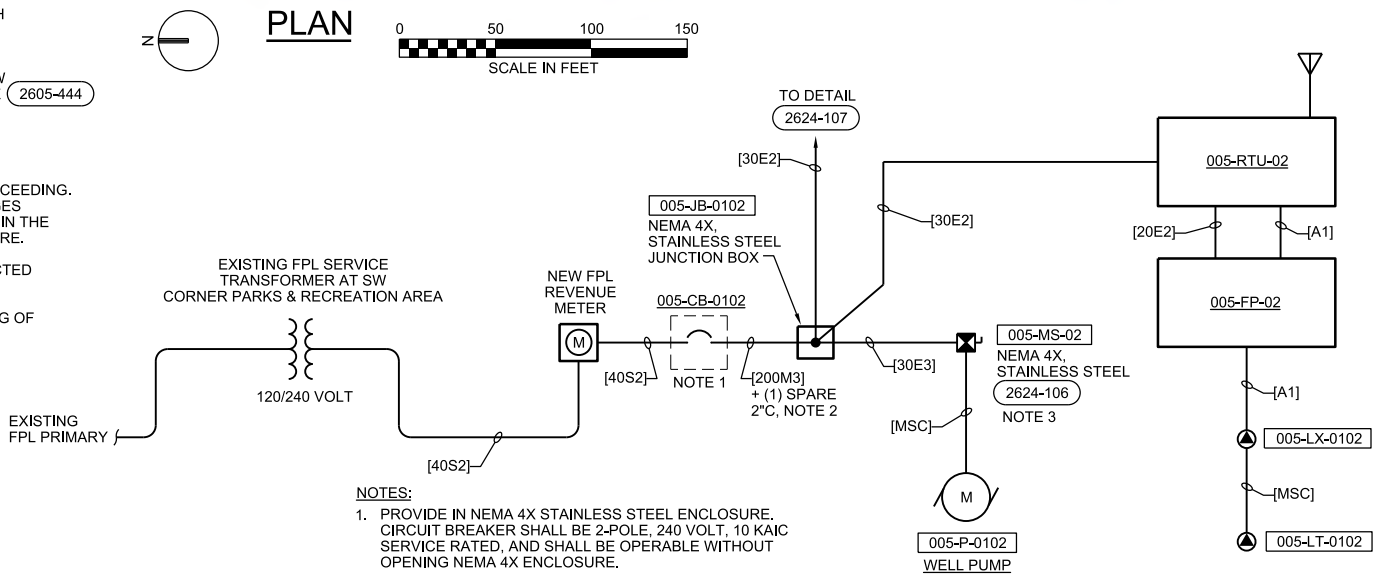 H
N
PLAN
0 50 100 150
SCALE IN FEET
W
2605-444
CEEDING.
GES
IN THE
RE.
CTED
G OF
EXISTING FPL SERVICE
TRANSFORMER AT SW
CORNER PARKS & RECREATION AREA
120/240 VOLT
EXISTING
FPL PRIMARY
[40S2]
NEW FPL
REVENUE
METER
M
[40S2]
005-CB-0102
NOTE 1
[200M3]
+ (1) SPARE
2"C, NOTE 2
005-JB-0102
NEMA 4X,
STAINLESS STEEL
JUNCTION BOX
TO DETAIL
2624-107
[30E2]
[30E2]
[30E3]
005-MS-02
NEMA 4X,
STAINLESS STEEL
2624-106
NOTE 3
[MSC]
M
005-P-0102
WELL PUMP
005-RTU-02
[20E2]
[A1]
005-FP-02
[A1]
005-LX-0102
[MSC]
005-LT-0102
NOTES:
1. PROVIDE IN NEMA 4X STAINLESS STEEL ENCLOSURE.
CIRCUIT BREAKER SHALL BE 2-POLE, 240 VOLT, 10 KAIC
SERVICE RATED, AND SHALL BE OPERABLE WITHOUT
OPENING NEMA 4X ENCLOSURE.